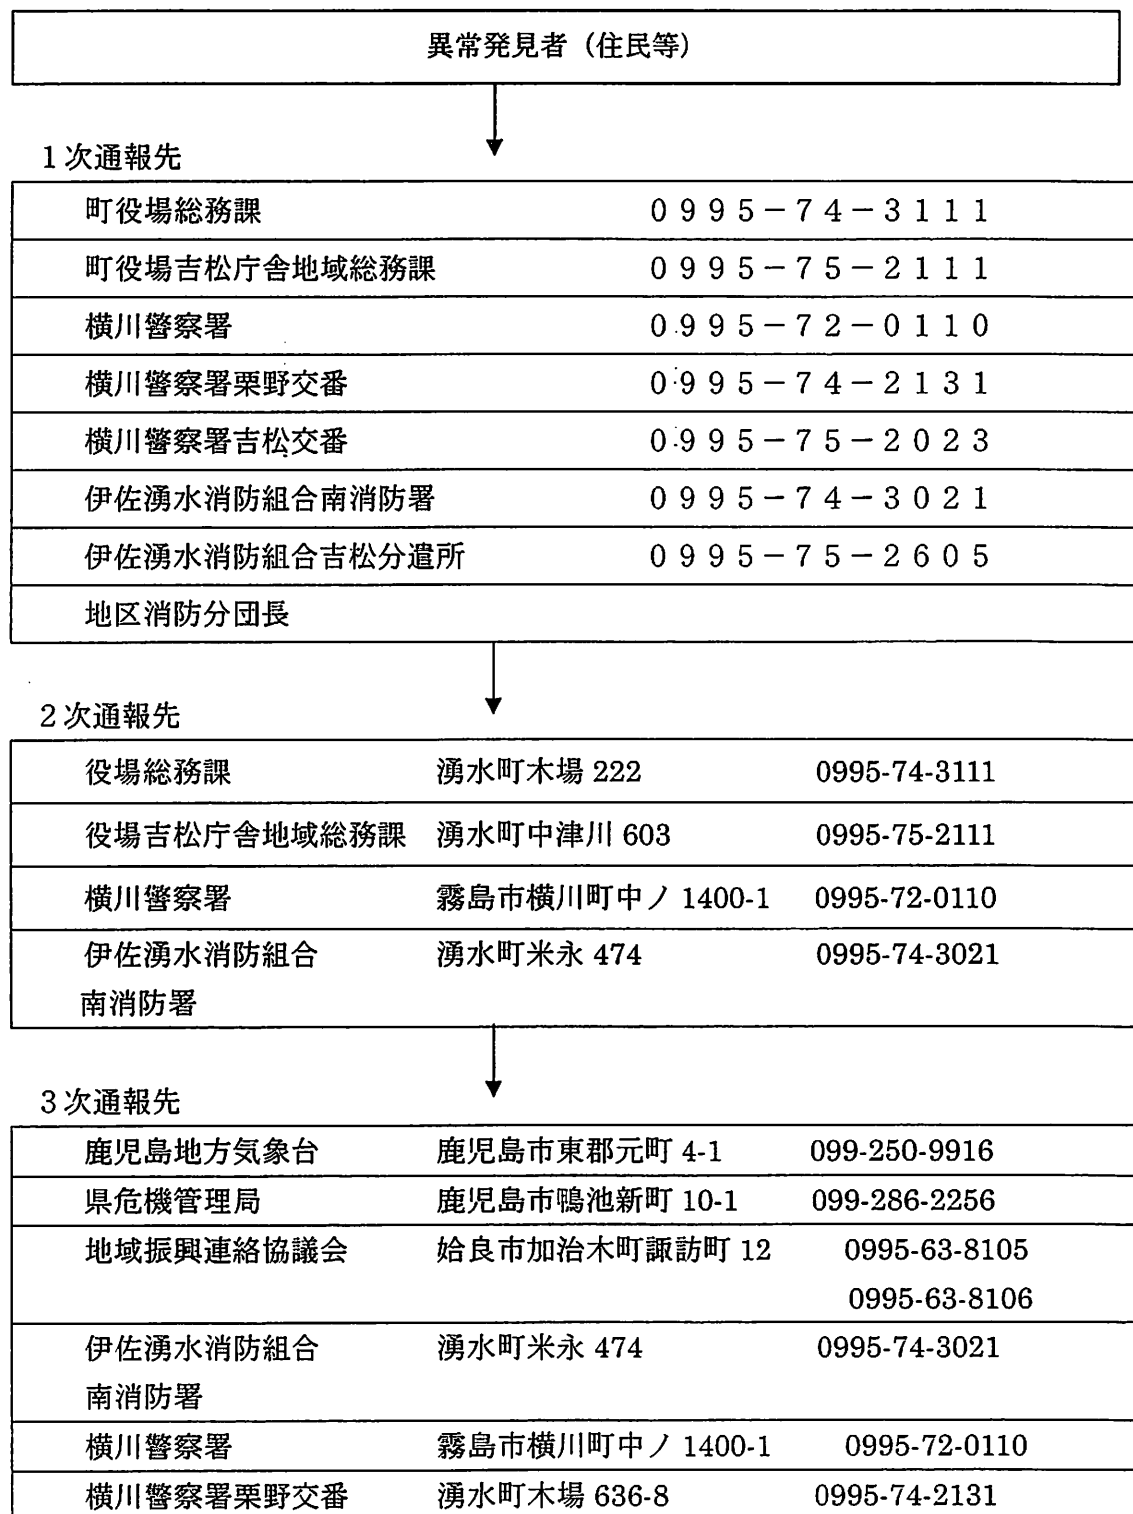 異常発見者（住民等）
1次通報先
町役場総務課 0995－74－3111
町役場吉松庁舎地域総務課 0995－75－2111
横川警察署 0995－72－0110
横川警察署栗野交番 0995－74－2131
横川警察署吉松交番 0995－75－2023
伊佐湧水消防組合南消防署 0995－74－3021
伊佐湧水消防組合吉松分遣所 0995－75－2605
地区消防分団長
2次通報先
役場総務課 湧水町木場 222 0995-74-3111
役場吉松庁舎地域総務課 湧水町中津川 603 0995-75-2111
横川警察署 霧島市横川町中ノ 1400-1 0995-72-0110
伊佐湧水消防組合 湧水町米永 474 0995-74-3021
南消防署
3次通報先
鹿児島地方気象台 鹿児島市東郡元町 4-1 099-250-9916
県危機管理局 鹿児島市鴨池新町 10-1 099-286-2256
地域振興連絡協議会 姶良市加治木町諏訪町 12 0995-63-8105
0995-63-8106
伊佐湧水消防組合 湧水町米永 474 0995-74-3021
南消防署
横川警察署 霧島市横川町中ノ 1400-1 0995-72-0110
横川警察署栗野交番 湧水町木場 636-8 0995-74-2131